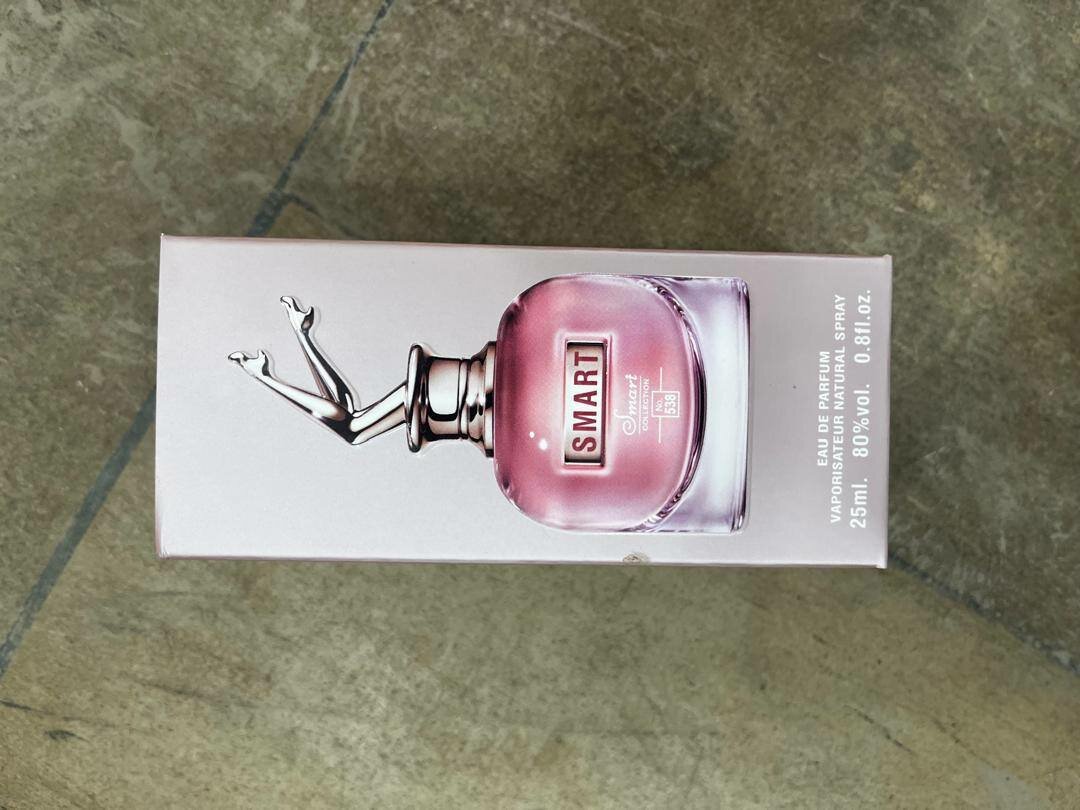 SMART
Smart
COLLECTION
No.
538
EAU DE PARFUM
VAPORISATEUR NATURAL SPRAY
25ml. 80%vol. 0.8fl.oz.